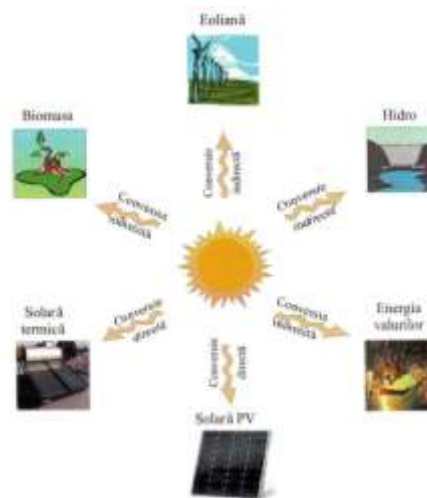 Eoliană
Biomasa
Hidro
Conversie
indirectă
Conversie
indirectă
Conversie
indirectă
Solară
termică
Conversie
directă
Conversie
directă
Conversie
indirectă
Energia
valurilor
Solară PV